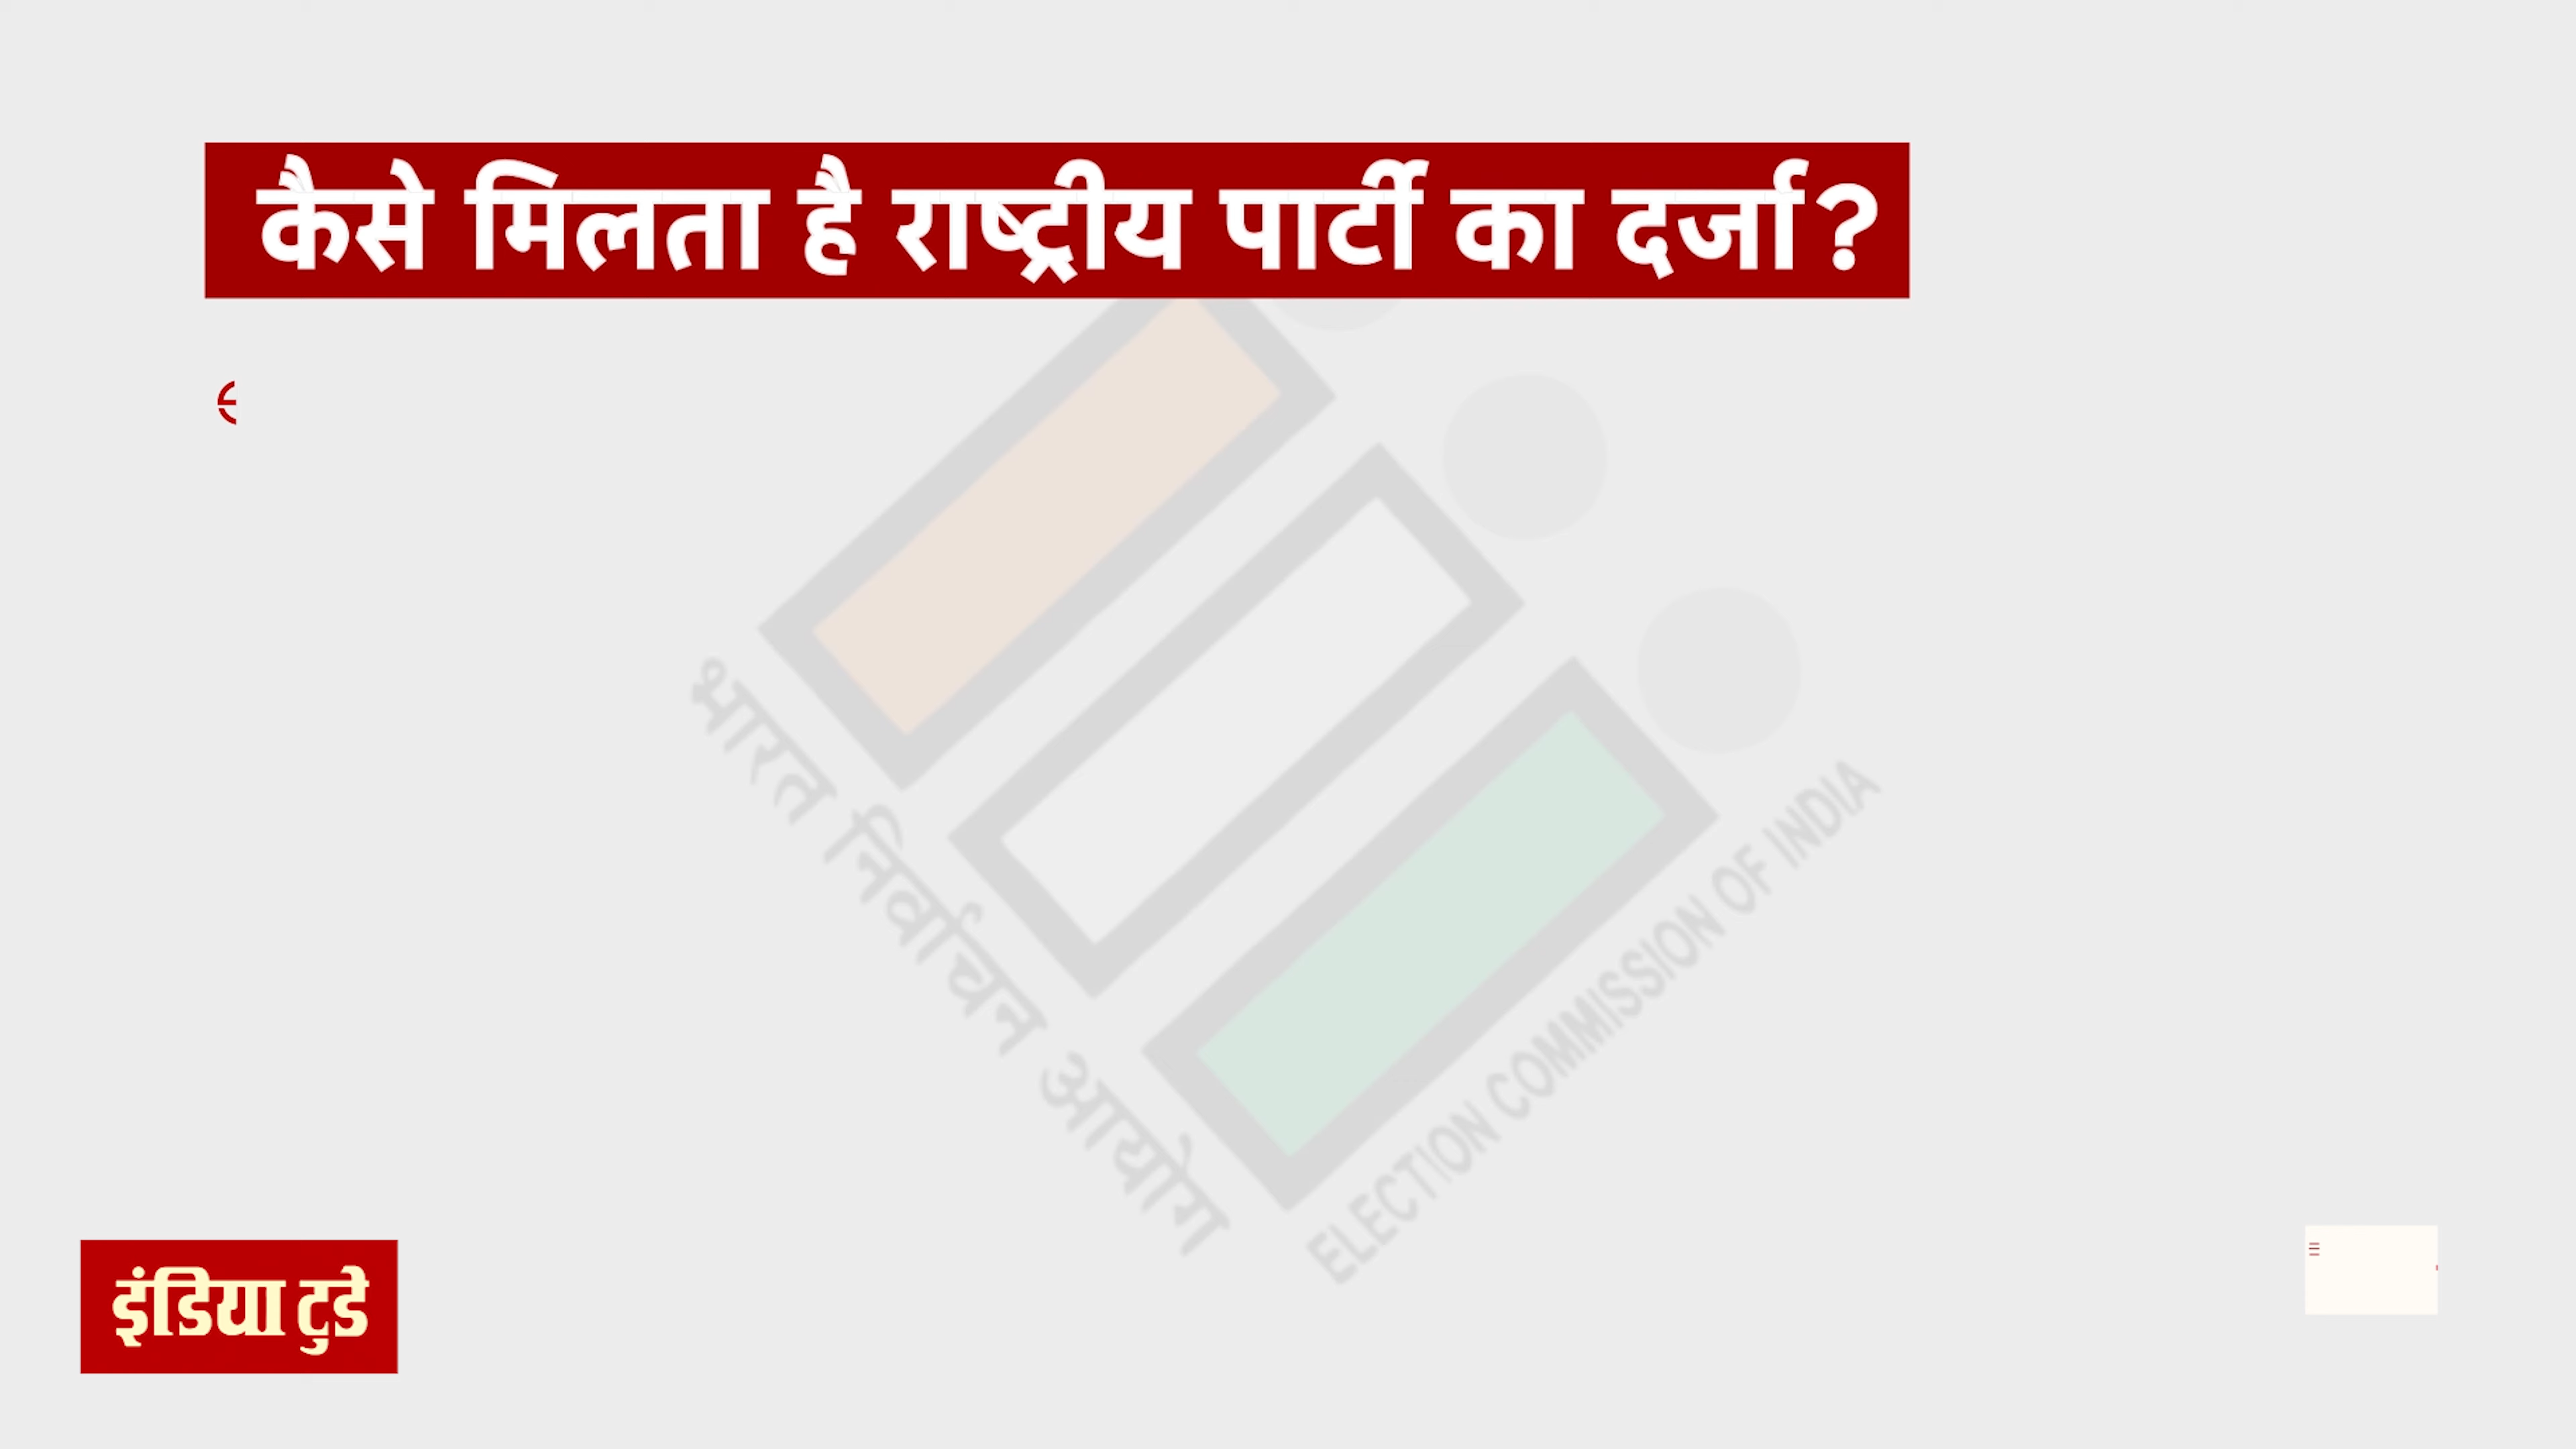 कैसे मिलता है राष्ट्रीय पार्टी का दर्जा?
भारत निर्वाचन आयोग
ELECTION COMMISSION OF INDIA
इंडिया टुडे